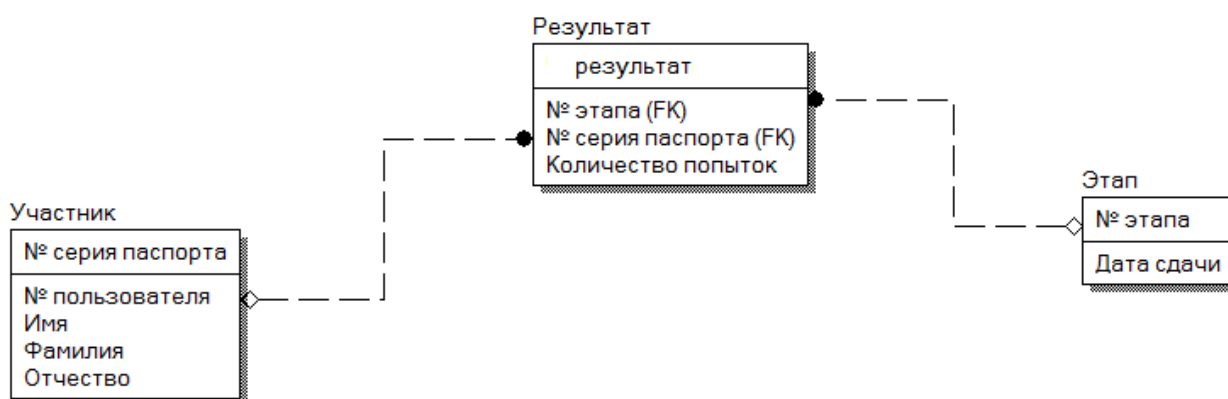 Результат
результат
№ этапа (FK)
№ серия паспорта (FK)
Количество попыток
Этап
№ этапа
Дата сдачи
Участник
№ серия паспорта
№ пользователя
Имя
Фамилия
Отчество